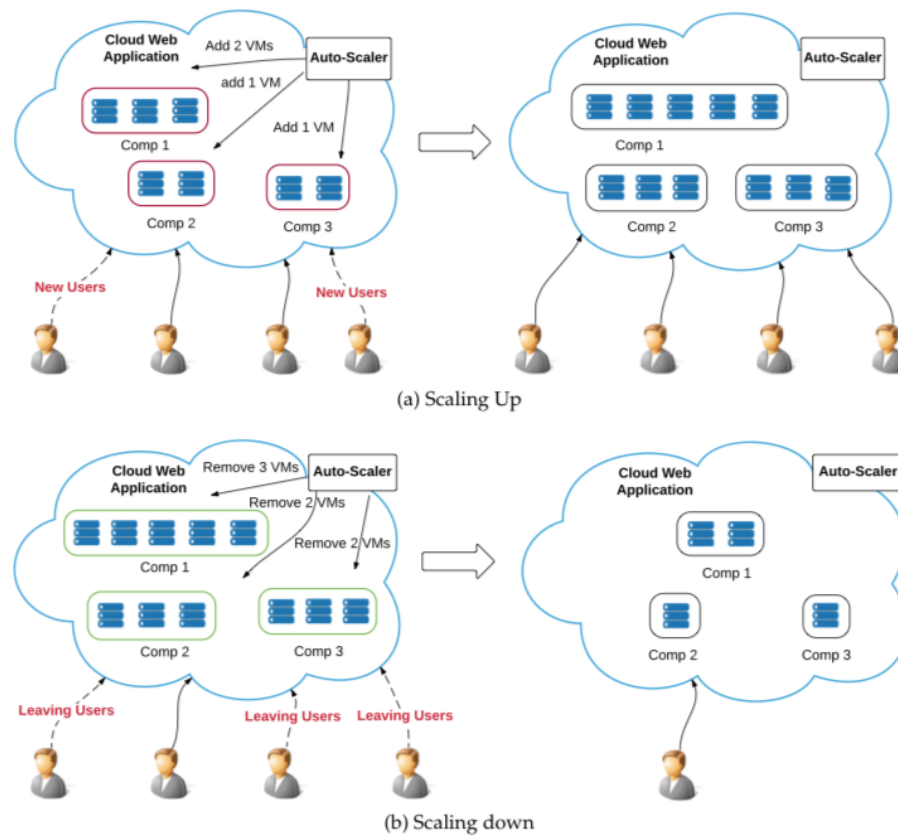 Cloud Web
Application
Add 2 VMs
Auto-Scaler
add 1 VM
Add 1 VM
Comp 1
Comp 2
Comp 3
New Users
New Users
Cloud Web
Application
Auto-Scaler
Comp 1
Comp 2
Comp 3
(a) Scaling Up
Cloud Web
Application
Remove 3 VMs
Auto-Scaler
Remove 2 VMs
Remove 2 VMs
Comp 1
Comp 2
Comp 3
Leaving Users
Leaving Users
Leaving Users
Cloud Web
Application
Auto-Scaler
Comp 1
Comp 2
Comp 3
(b) Scaling down